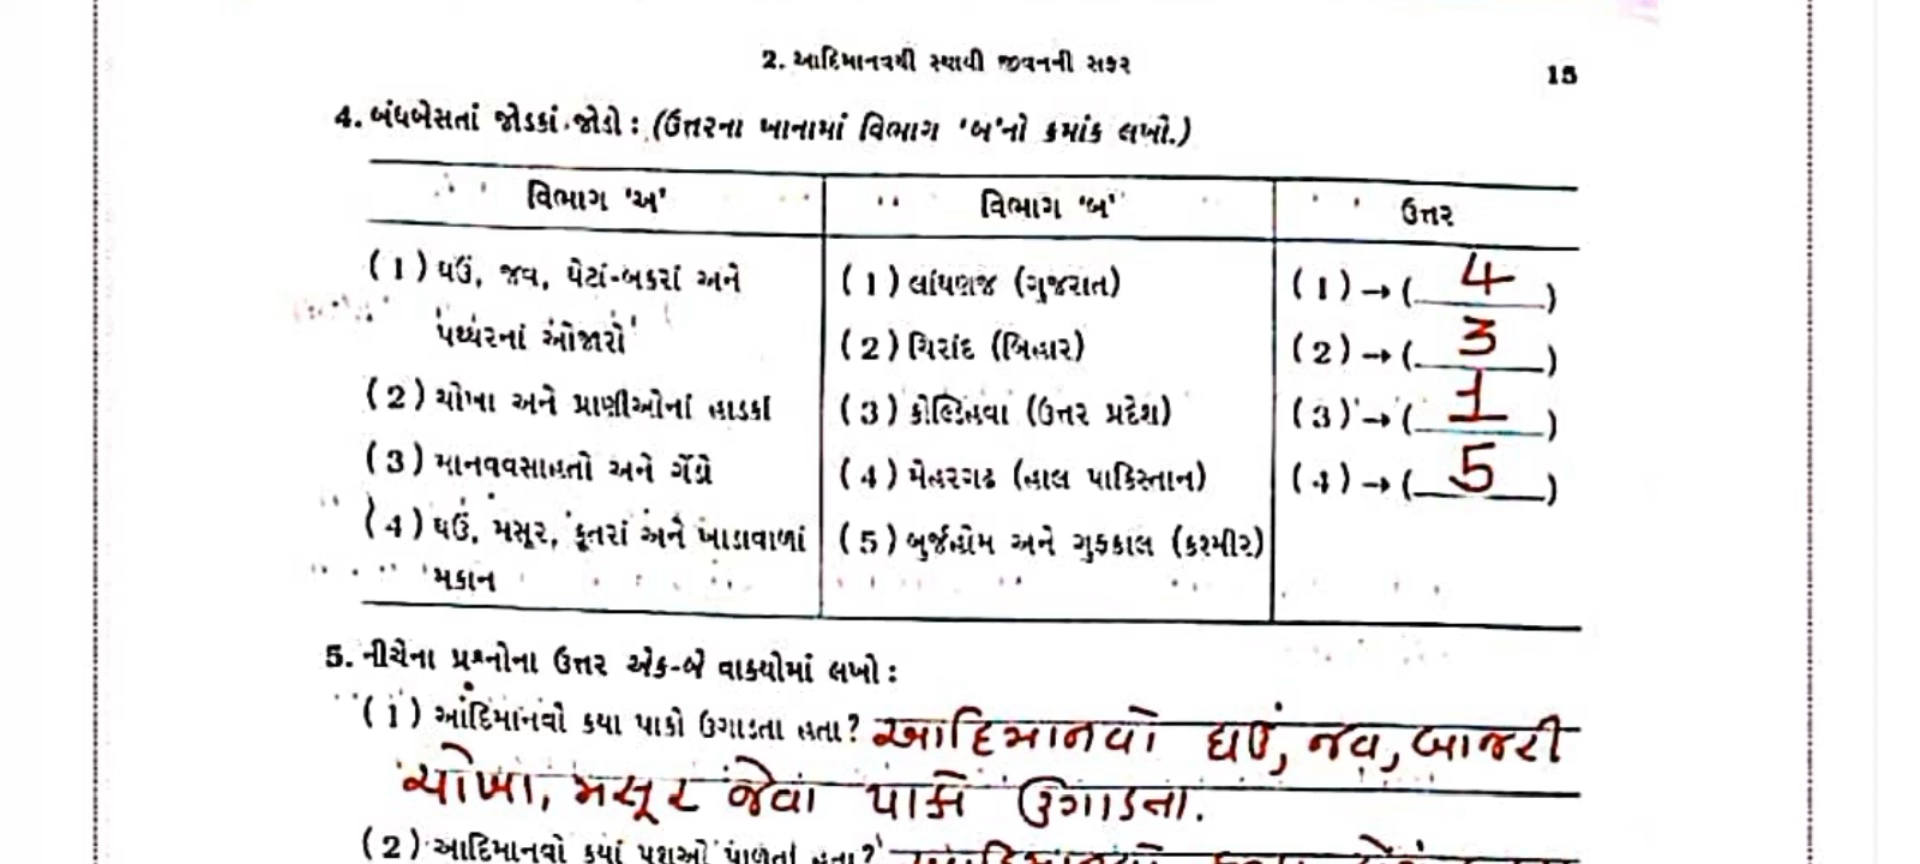 2. આદિમાનવથી સ્થાયી જીવનની સફર
15
4. બંધબેસતાં જોડકાં જોડો : (ઉત્તરના ખાનામાં વિભાગ ‘બ’નો ક્રમાંક લખો.)
વિભાગ ‘અ’ વિભાગ ‘બ’ ઉત્તર
(1) ઘઉં, જવ, ઘેટાં-બકરાં અને (1) લાંઘણજ (ગુજરાત) (1) → ( 4 )
પથ્થરનાં ઓજારો (2) ચિરાંદ (બિહાર) (2) → ( 3 )
(2) ચોખા અને પ્રાણીઓનાં હાડકાં (3) કોલ્ડિહવા (ઉત્તર પ્રદેશ) (3) → ( 1 )
(3) માનવવસાહતો અને ગેંડો (4) મેહરગઢ (હાલ પાકિસ્તાન) (4) → ( 5 )
(4) ઘઉં, મસૂર, કૂતરાં અને ખાડાવાળાં (5) બુર્જહોમ અને ગુફકાલ (કશ્મીર)
મકાન
5. નીચેના પ્રશ્નોના ઉત્તર એક-બે વાક્યોમાં લખો :
(1) આદિમાનવો કયા પાકો ઉગાડતા હતા? આદિમાનવો ઘઉં, જવ, બાજરી
ચોખા, મસૂર જેવા પાકો ઉગાડતા.
(2) આદિમાનવો કયાં પશુઓ પાળતાં હતા? આદિમાનવો